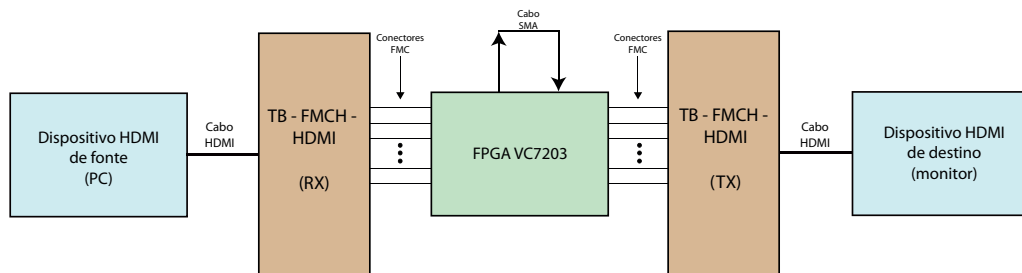 Dispositivo HDMI
de fonte
(PC)
Cabo
HDMI
TB - FMCH -
HDMI
(RX)
Conectores
FMC
Cabo
SMA
FPGA VC7203
Conectores
FMC
TB - FMCH -
HDMI
(TX)
Cabo
HDMI
Dispositivo HDMI
de destino
(monitor)